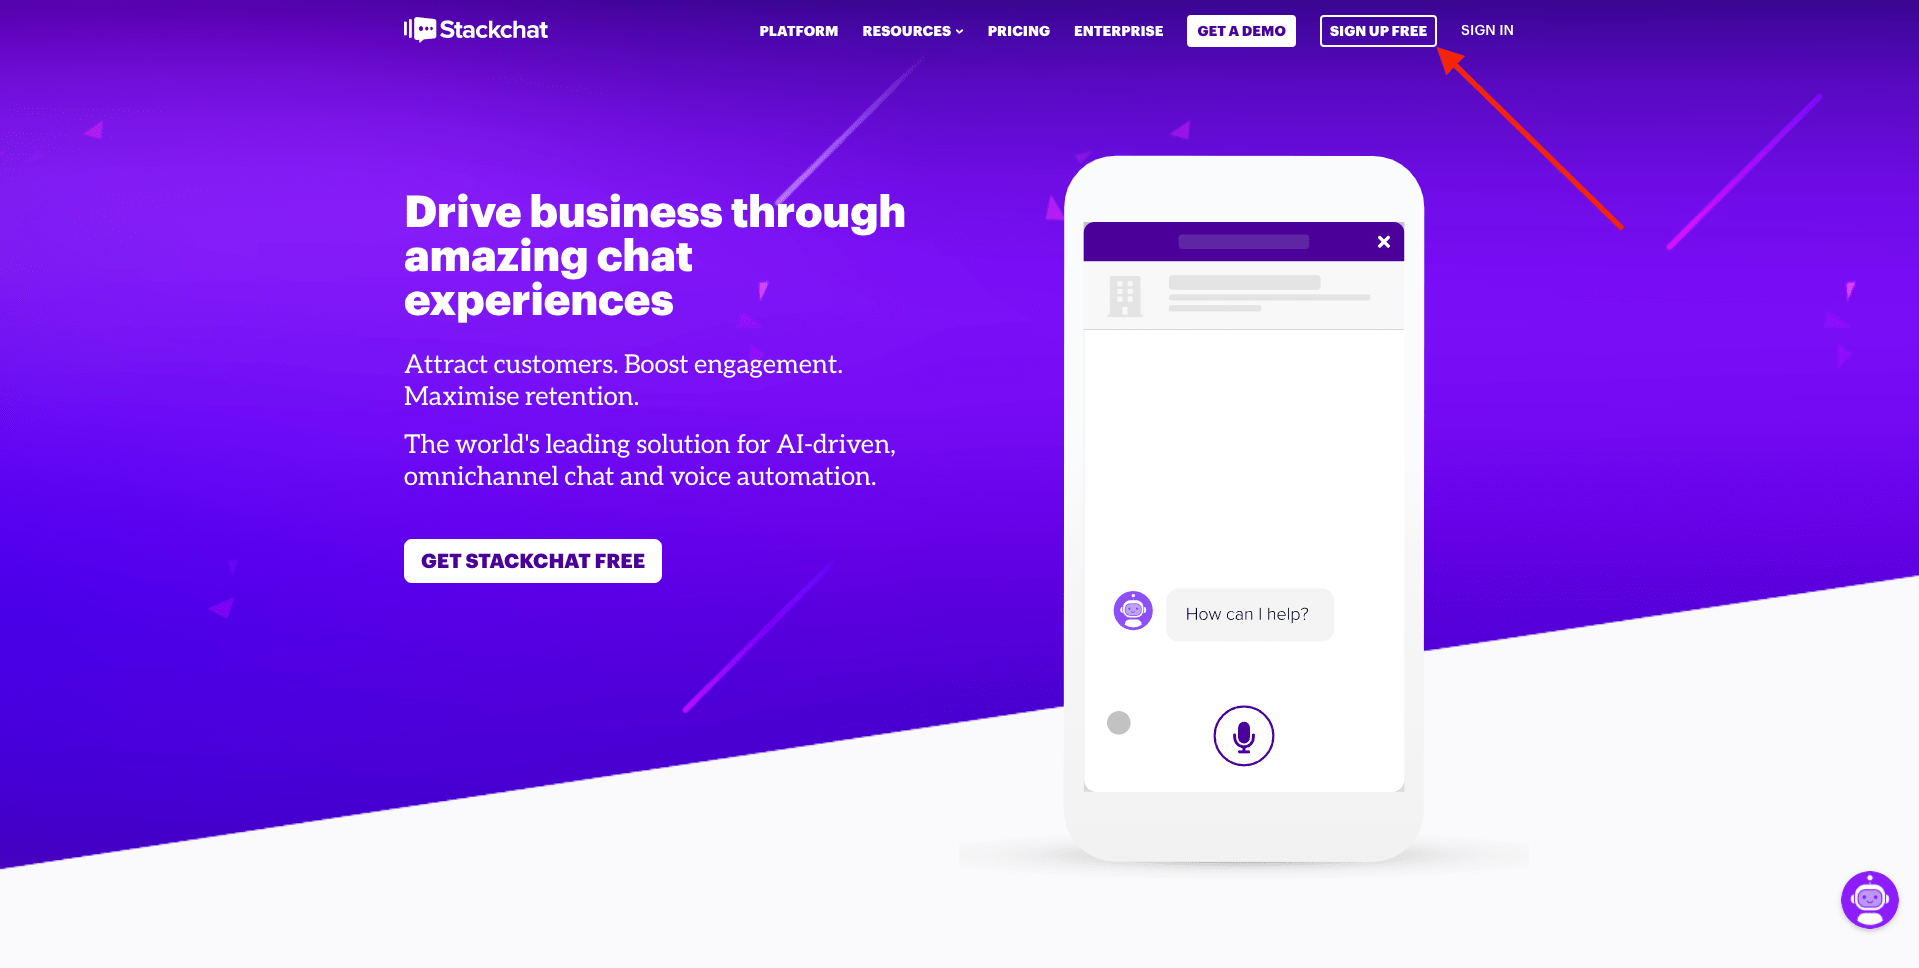 Stackchat
PLATFORM RESOURCES PRICING ENTERPRISE GET A DEMO SIGN UP FREE SIGN IN
Drive business through
amazing chat
experiences
Attract customers. Boost engagement.
Maximise retention.
The world's leading solution for AI-driven,
omnichannel chat and voice automation.
GET STACKCHAT FREE
How can I help?